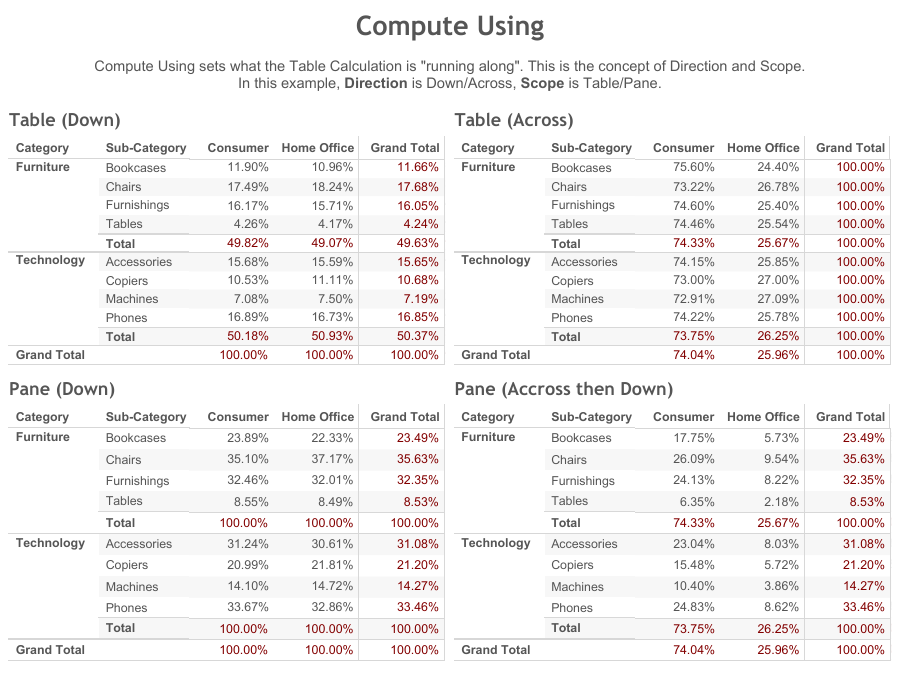 Compute Using
Compute Using sets what the Table Calculation is "running along". This is the concept of Direction and Scope.
In this example, Direction is Down/Across, Scope is Table/Pane.
Table (Down)
Category Sub-Category Consumer Home Office Grand Total
Furniture Bookcases 11.90% 10.96% 11.66%
Chairs 17.49% 18.24% 17.68%
Furnishings 16.17% 15.71% 16.05%
Tables 4.26% 4.17% 4.24%
Total 49.82% 49.07% 49.63%
Technology Accessories 15.68% 15.59% 15.65%
Copiers 10.53% 11.11% 10.68%
Machines 7.08% 7.50% 7.19%
Phones 16.89% 16.73% 16.85%
Total 50.18% 50.93% 50.37%
Grand Total 100.00% 100.00% 100.00%
Table (Across)
Category Sub-Category Consumer Home Office Grand Total
Furniture Bookcases 75.60% 24.40% 100.00%
Chairs 73.22% 26.78% 100.00%
Furnishings 74.60% 25.40% 100.00%
Tables 74.46% 25.54% 100.00%
Total 74.33% 25.67% 100.00%
Technology Accessories 74.15% 25.85% 100.00%
Copiers 73.00% 27.00% 100.00%
Machines 72.91% 27.09% 100.00%
Phones 74.22% 25.78% 100.00%
Total 73.75% 26.25% 100.00%
Grand Total 74.04% 25.96% 100.00%
Pane (Down)
Category Sub-Category Consumer Home Office Grand Total
Furniture Bookcases 23.89% 22.33% 23.49%
Chairs 35.10% 37.17% 35.63%
Furnishings 32.46% 32.01% 32.35%
Tables 8.55% 8.49% 8.53%
Total 100.00% 100.00% 100.00%
Technology Accessories 31.24% 30.61% 31.08%
Copiers 20.99% 21.81% 21.20%
Machines 14.10% 14.72% 14.27%
Phones 33.67% 32.86% 33.46%
Total 100.00% 100.00% 100.00%
Grand Total 100.00% 100.00% 100.00%
Pane (Accross then Down)
Category Sub-Category Consumer Home Office Grand Total
Furniture Bookcases 17.75% 5.73% 23.49%
Chairs 26.09% 9.54% 35.63%
Furnishings 24.13% 8.22% 32.35%
Tables 6.35% 2.18% 8.53%
Total 74.33% 25.67% 100.00%
Technology Accessories 23.04% 8.03% 31.08%
Copiers 15.48% 5.72% 21.20%
Machines 10.40% 3.86% 14.27%
Phones 24.83% 8.62% 33.46%
Total 73.75% 26.25% 100.00%
Grand Total 74.04% 25.96% 100.00%